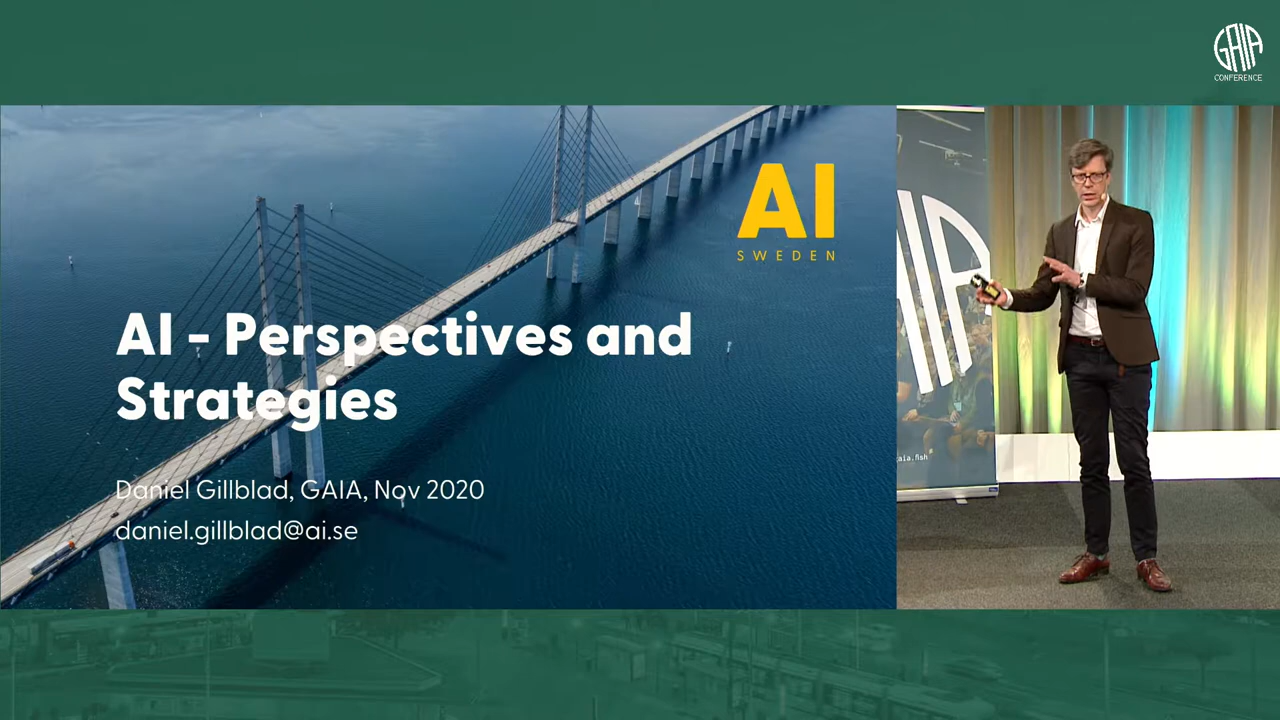 GAIA
CONFERENCE
AI
SWEDEN
AI - Perspectives and
Strategies
Daniel Gillblad, GAIA, Nov 2020
daniel.gillblad@ai.se